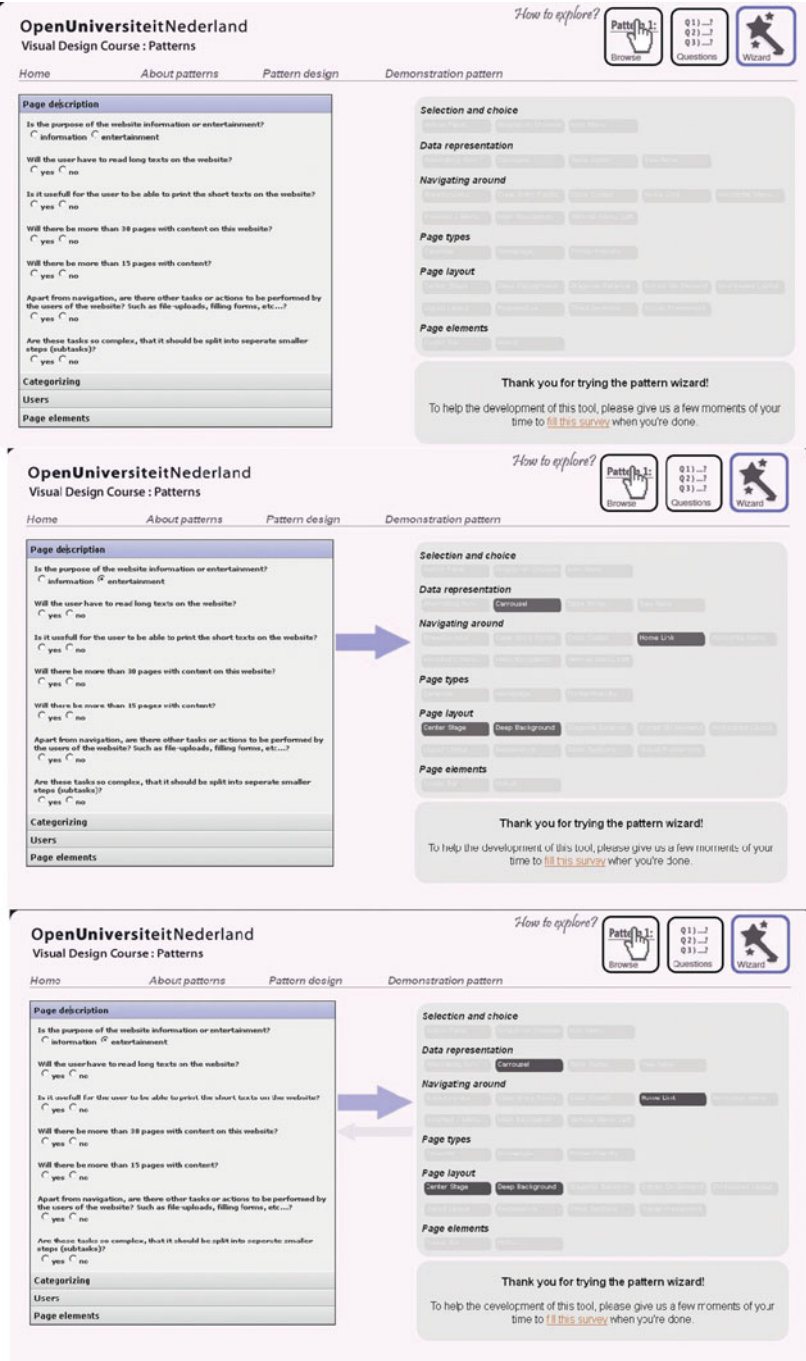 How to explore?
OpenUniversiteitNederland
Visual Design Course : Patterns
Pattern 1:
Browse
Q1)...?
Q2)...?
Q3)...?
Questions
Wizard
Home About patterns Pattern design Demonstration pattern
Page description
Is the purpose of the website information or entertainment?
information entertainment
Will the user have to read long texts on the website?
yes no
Is it usefull for the user to be able to print the short texts on the website?
yes no
Will there be more than 30 pages with content on this website?
yes no
Will there be more than 15 pages with content?
yes no
Apart from navigation, are there other tasks or actions to be performed by
the users of the website? Such as file-uploads, filling forms, etc...?
yes no
Are these tasks so complex, that it should be split into seperate smaller
steps (subtasks)?
yes no
Categorizing
Users
Page elements
Selection and choice
Data representation
Navigating around
Page types
Page layout
Page elements
Thank you for trying the pattern wizard!
To help the development of this tool, please give us a few moments of your
time to fill this survey when you're done.
How to explore?
OpenUniversiteitNederland
Visual Design Course : Patterns
Pattern 1:
Browse
Q1)...?
Q2)...?
Q3)...?
Questions
Wizard
Home About patterns Pattern design Demonstration pattern
Page description
Is the purpose of the website information or entertainment?
information entertainment
Will the user have to read long texts on the website?
yes no
Is it usefull for the user to be able to print the short texts on the website?
yes no
Will there be more than 30 pages with content on this website?
yes no
Will there be more than 15 pages with content?
yes no
Apart from navigation, are there other tasks or actions to be performed by
the users of the website? Such as file-uploads, filling forms, etc...?
yes no
Are these tasks so complex, that it should be split into seperate smaller
steps (subtasks)?
yes no
Categorizing
Users
Page elements
Selection and choice
Data representation
Carrousel
Navigating around
Home Link
Page types
Page layout
Center Stage Deep Background
Page elements
Thank you for trying the pattern wizard!
To help the development of this tool, please give us a few moments of your
time to fill this survey when you're done.
How to explore?
OpenUniversiteitNederland
Visual Design Course : Patterns
Pattern 1:
Browse
Q1)...?
Q2)...?
Q3)...?
Questions
Wizard
Home About patterns Pattern design Demonstration pattern
Page description
Is the purpose of the website information or entertainment?
information entertainment
Will the user have to read long texts on the website?
yes no
Is it usefull for the user to be able to print the short texts on the website?
yes no
Will there be more than 30 pages with content on this website?
yes no
Will there be more than 15 pages with content?
yes no
Apart from navigation, are there other tasks or actions to be performed by
the users of the website? Such as file-uploads, filling forms, etc...?
yes no
Are these tasks so complex, that it should be split into seperate smaller
steps (subtasks)?
yes no
Categorizing
Users
Page elements
Selection and choice
Data representation
Carrousel
Navigating around
Home Link
Page types
Page layout
Center Stage Deep Background
Page elements
Thank you for trying the pattern wizard!
To help the development of this tool, please give us a few moments of your
time to fill this survey when you're done.